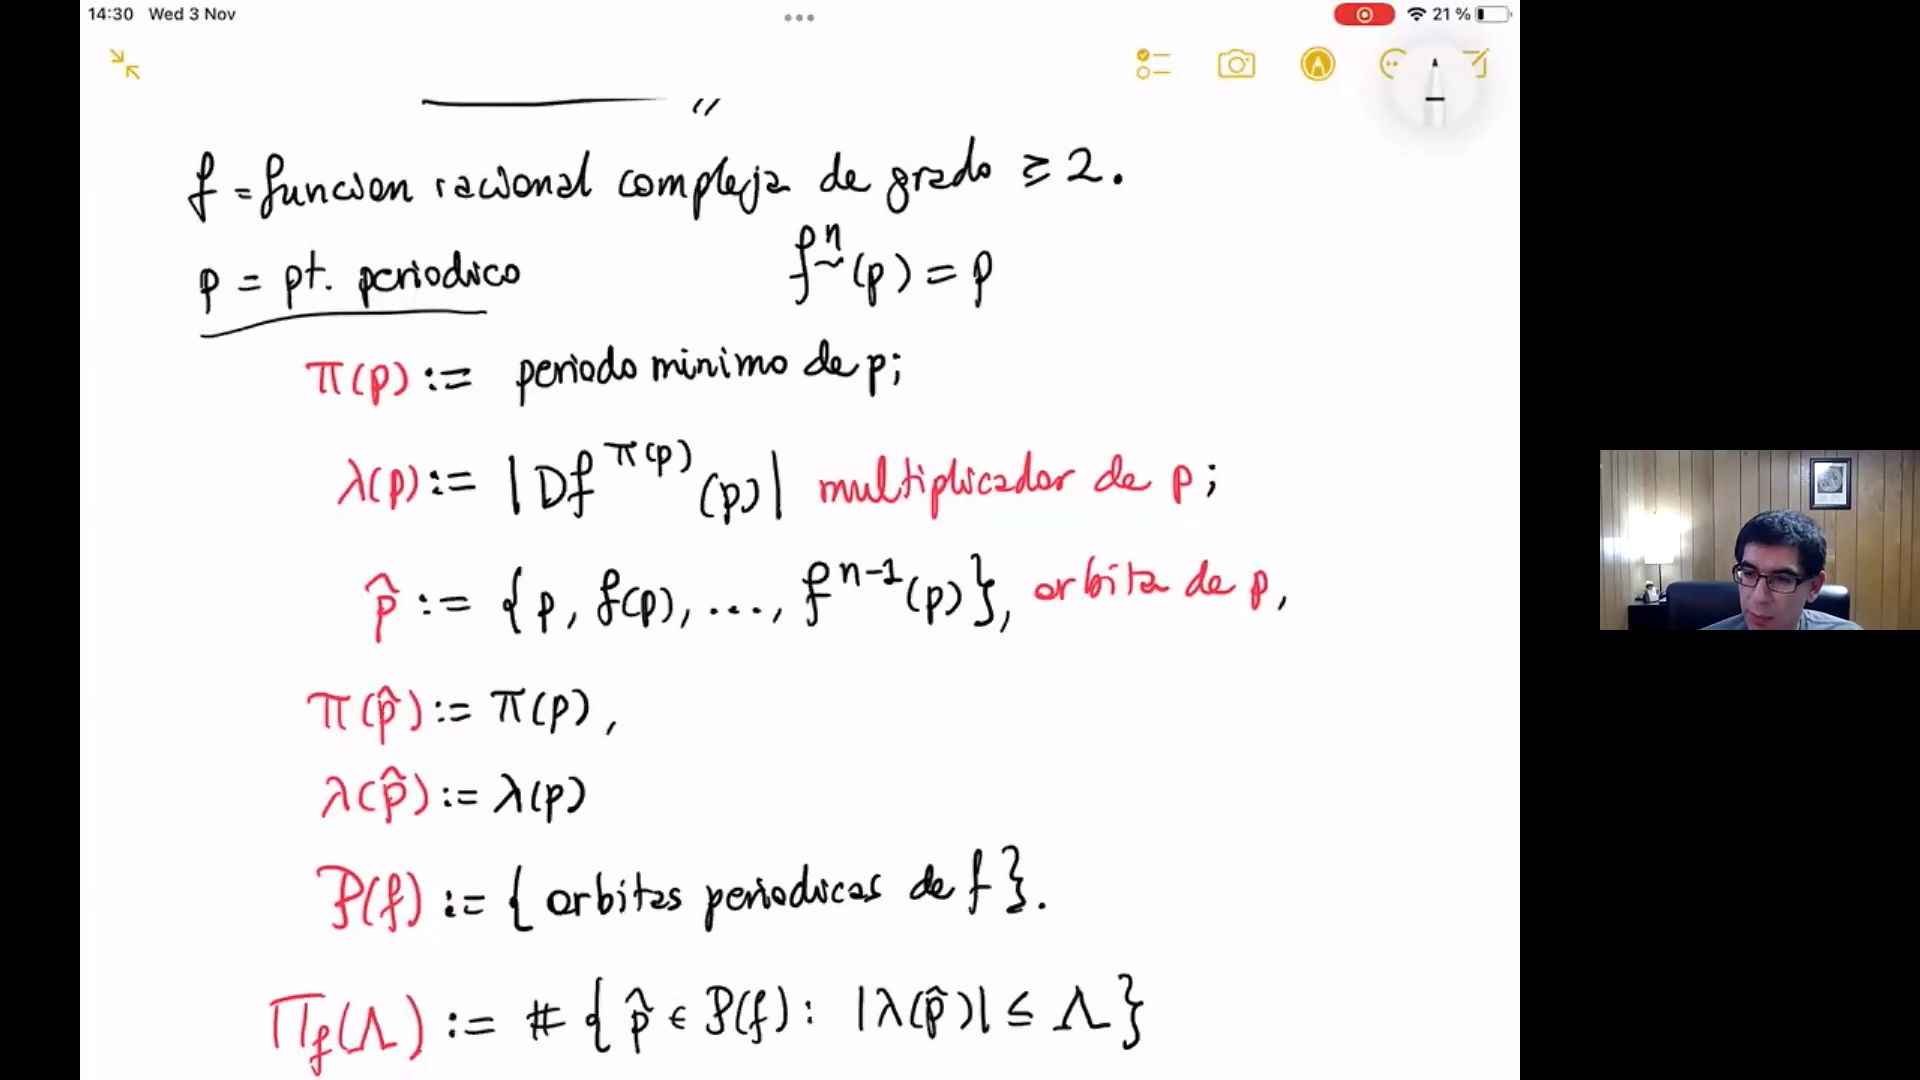 14:30 Wed 3 Nov
21 %
f = funcion racional compleja de grado ≥ 2.
p = pt. periodico f^n(p) = p
π(p) := periodo minimo de p;
λ(p) := |Df^{π(p)}(p)| multiplicador de p;
p̂ := {p, f(p), ..., f^{n-1}(p)}, orbita de p,
π(p̂) := π(p),
λ(p̂) := λ(p)
P(f) := { orbitas periodicas de f }.
Π_f(Λ) := # { p̂ ∈ P(f) : |λ(p̂)| ≤ Λ }